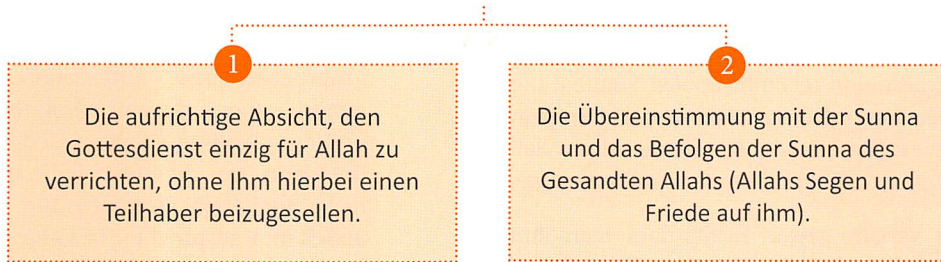 1
Die aufrichtige Absicht, den
Gottesdienst einzig für Allah zu
verrichten, ohne Ihm hierbei einen
Teilhaber beizugesellen.
2
Die Übereinstimmung mit der Sunna
und das Befolgen der Sunna des
Gesandten Allahs (Allahs Segen und
Friede auf ihm).